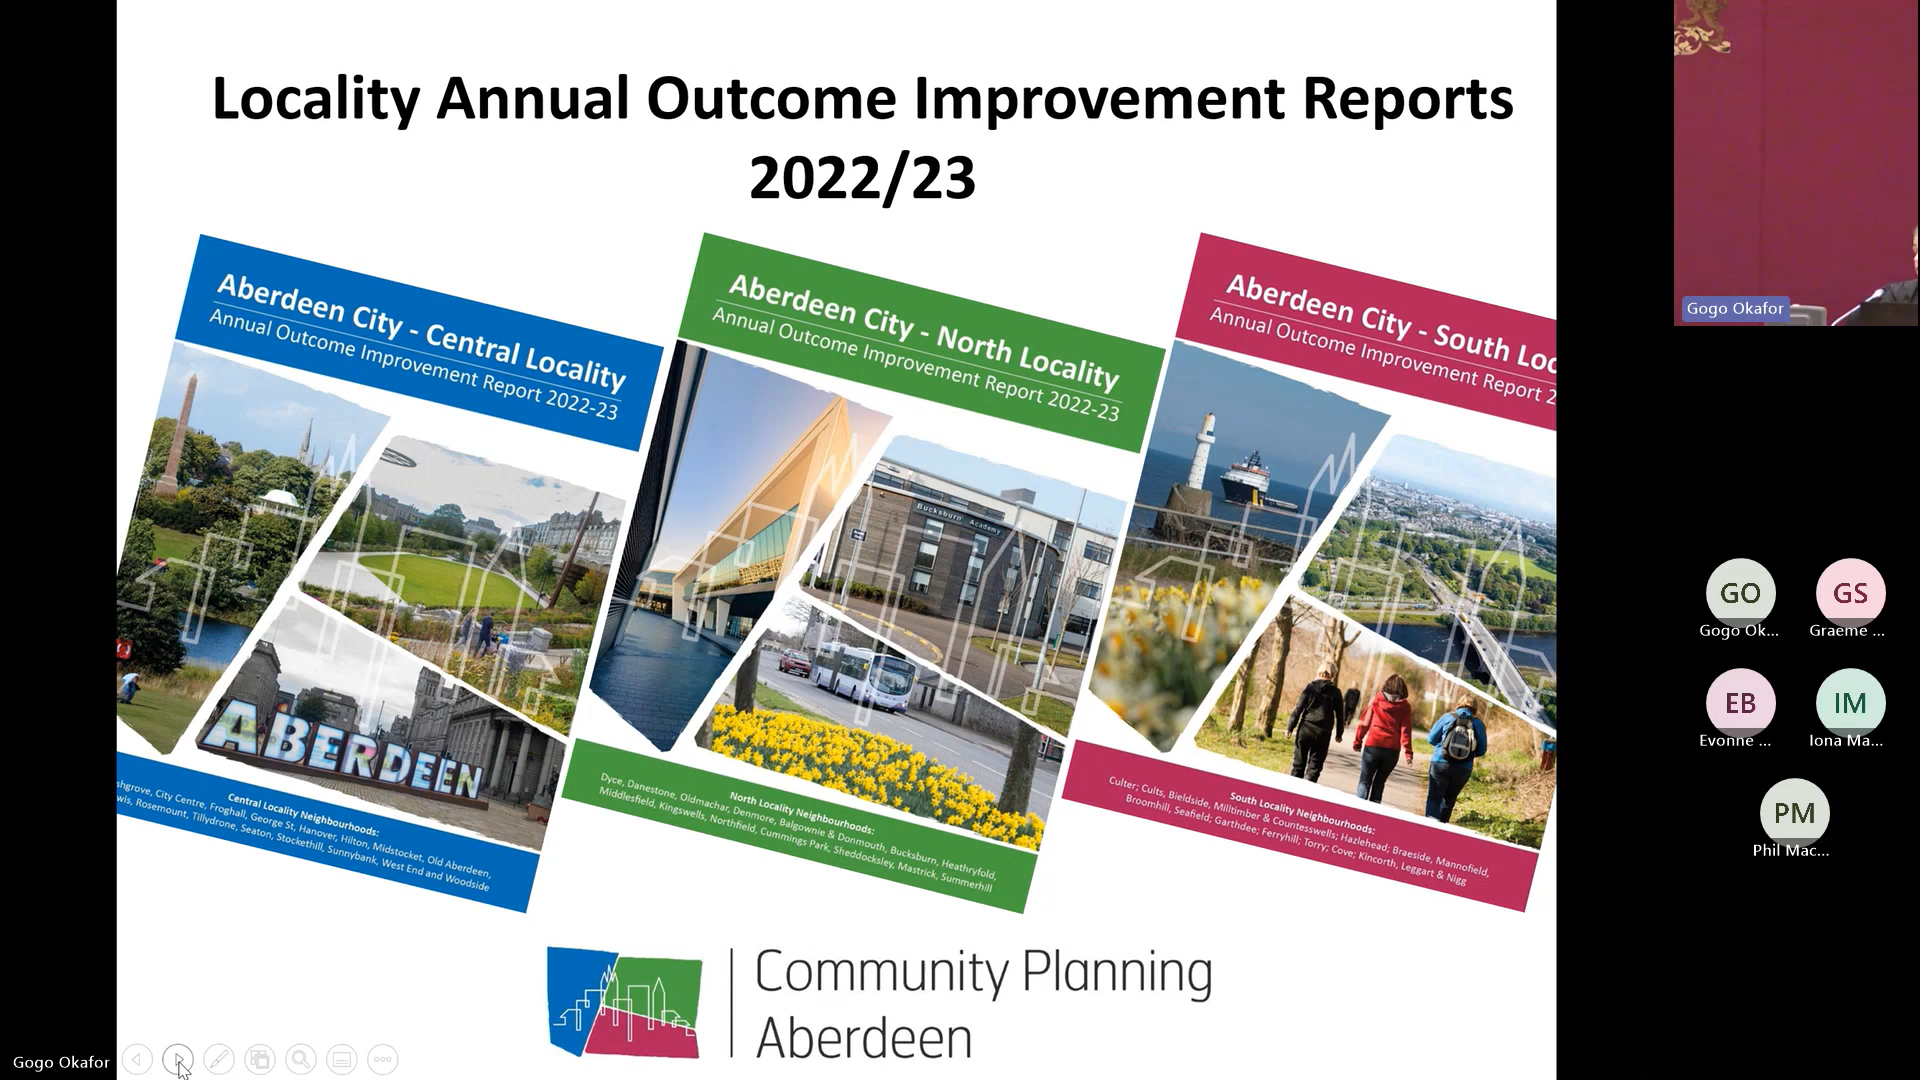 Locality Annual Outcome Improvement Reports
2022/23
Aberdeen City - Central Locality
Annual Outcome Improvement Report 2022-23
ABERDEEN
Central Locality Neighbourhoods:
shgrove, City Centre, Froghall, George St, Hanover, Hilton, Midstocket, Old Aberdeen,
wis, Rosemount, Tillydrone, Seaton, Stockethill, Sunnybank, West End and Woodside
Aberdeen City - North Locality
Annual Outcome Improvement Report 2022-23
Bucksburn Academy
North Locality Neighbourhoods:
Dyce, Danestone, Oldmachar, Denmore, Balgownie & Donmouth, Bucksburn, Heathryfold,
Middlesfield, Kingswells, Northfield, Cummings Park, Sheddocksley, Mastrick, Summerhill
Aberdeen City - South Loc
Annual Outcome Improvement Report 2
South Locality Neighbourhoods:
Culter; Cults, Bieldside, Milltimber & Countesswells; Hazlehead; Braeside, Mannofield,
Broomhill, Seafield; Garthdee; Ferryhill; Torry; Cove; Kincorth, Leggart & Nigg
Community Planning
Aberdeen
Gogo Okafor
Gogo Okafor
GO
Gogo Ok...
GS
Graeme ...
EB
Evonne ...
IM
Iona Ma...
PM
Phil Mac...